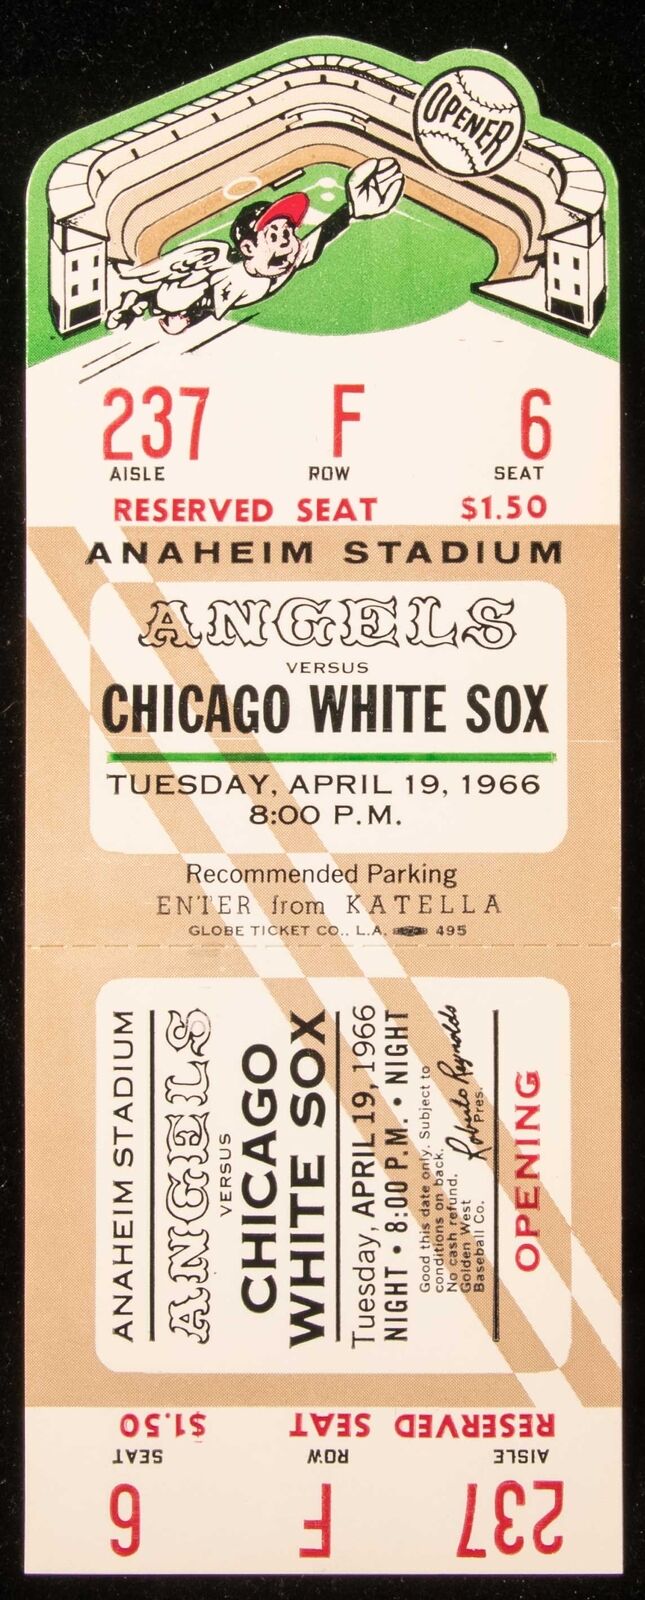 OPENER
237 F 6
AISLE ROW SEAT
RESERVED SEAT $1.50
ANAHEIM STADIUM
ANGELS
VERSUS
CHICAGO WHITE SOX
TUESDAY, APRIL 19, 1966
8:00 P.M.
Recommended Parking
ENTER from KATELLA
GLOBE TICKET CO., L.A. 495
ANAHEIM STADIUM
ANGELS
VERSUS
CHICAGO
WHITE SOX
Tuesday, APRIL 19, 1966
NIGHT • 8:00 P.M. • NIGHT
Good this date only. Subject to
conditions on back.
No cash refund.
Golden West
Baseball Co.
Roberto Reynolds
Pres.
OPENING
RESERVED SEAT $1.50
AISLE ROW SEAT
237 F 6